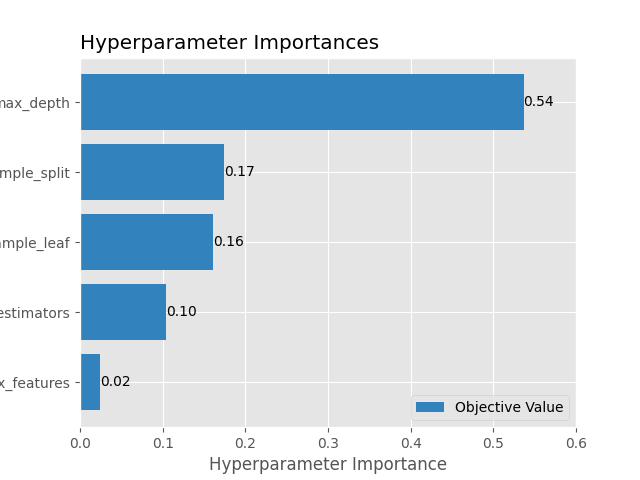 Hyperparameter Importances
max_depth
0.54
mple_split
0.17
ample_leaf
0.16
estimators
0.10
x_features
0.02
Objective Value
0.0 0.1 0.2 0.3 0.4 0.5 0.6
Hyperparameter Importance